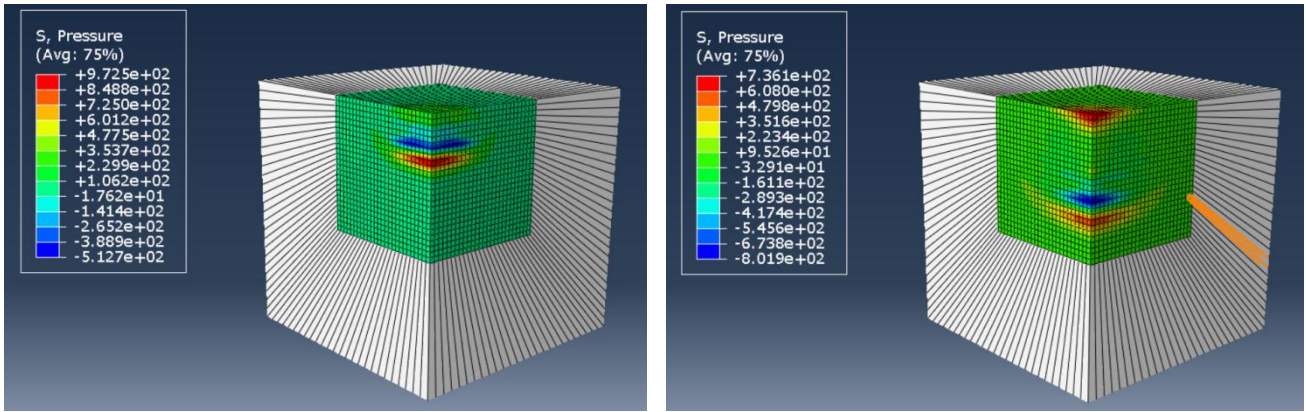 S, Pressure
(Avg: 75%)
+9.725e+02
+8.488e+02
+7.250e+02
+6.012e+02
+4.775e+02
+3.537e+02
+2.299e+02
+1.062e+02
-1.762e+01
-1.414e+02
-2.652e+02
-3.889e+02
-5.127e+02
S, Pressure
(Avg: 75%)
+7.361e+02
+6.080e+02
+4.798e+02
+3.516e+02
+2.234e+02
+9.526e+01
-3.291e+01
-1.611e+02
-2.893e+02
-4.174e+02
-5.456e+02
-6.738e+02
-8.019e+02